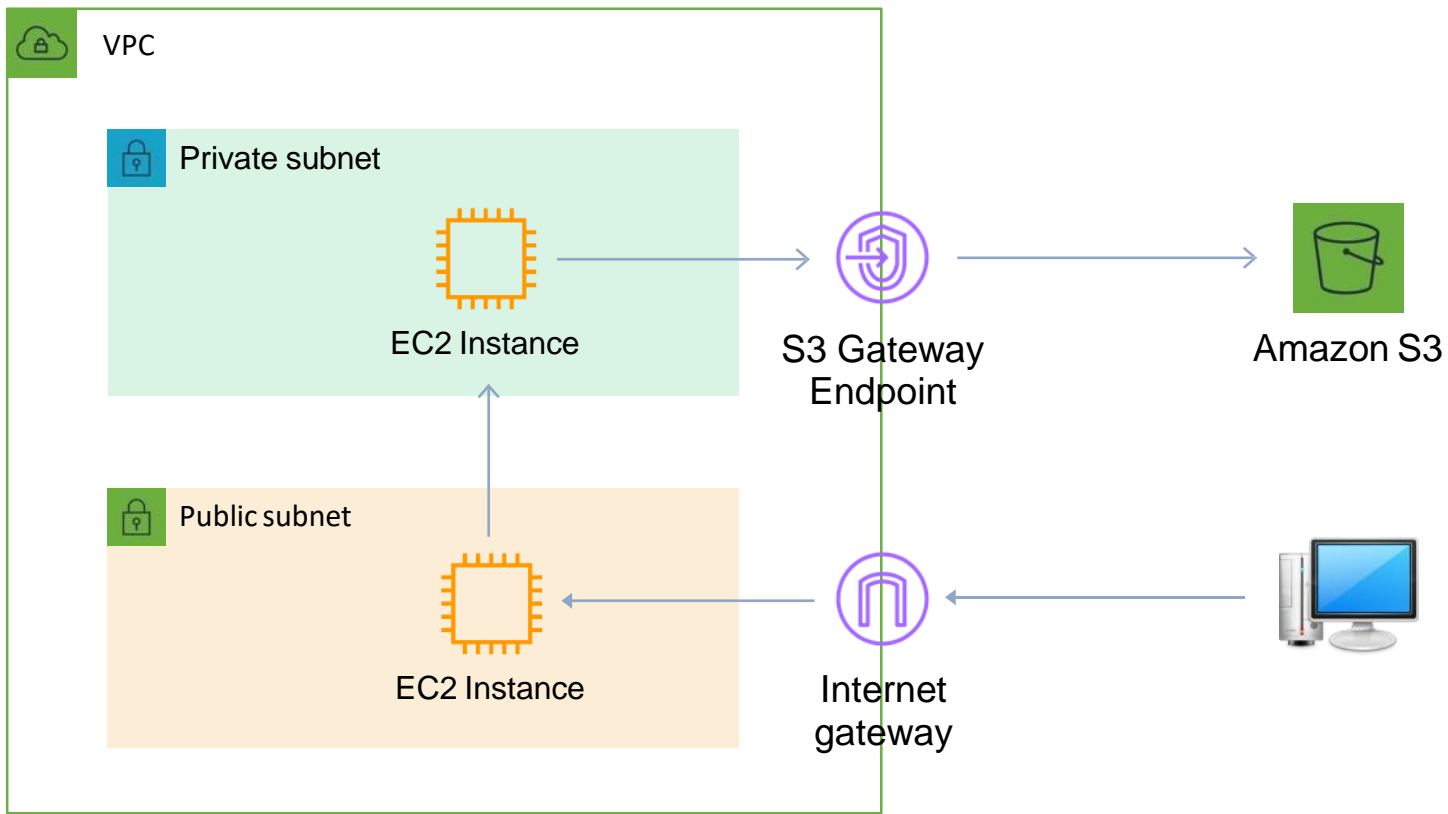 VPC
Private subnet
EC2 Instance
S3 Gateway
Endpoint
Amazon S3
Public subnet
EC2 Instance
Internet
gateway